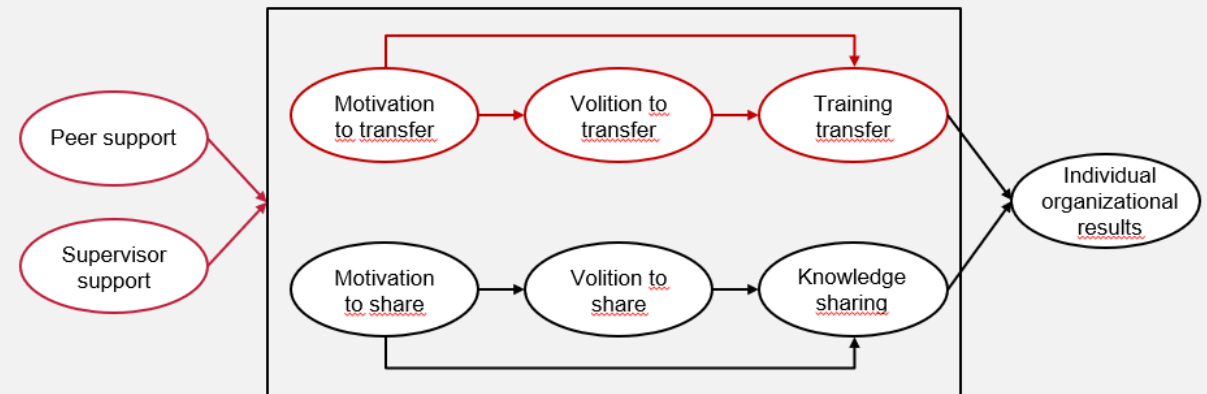 Peer support
Supervisor
support
Motivation
to transfer
Volition to
transfer
Training
transfer
Motivation
to share
Volition to
share
Knowledge
sharing
Individual
organizational
results